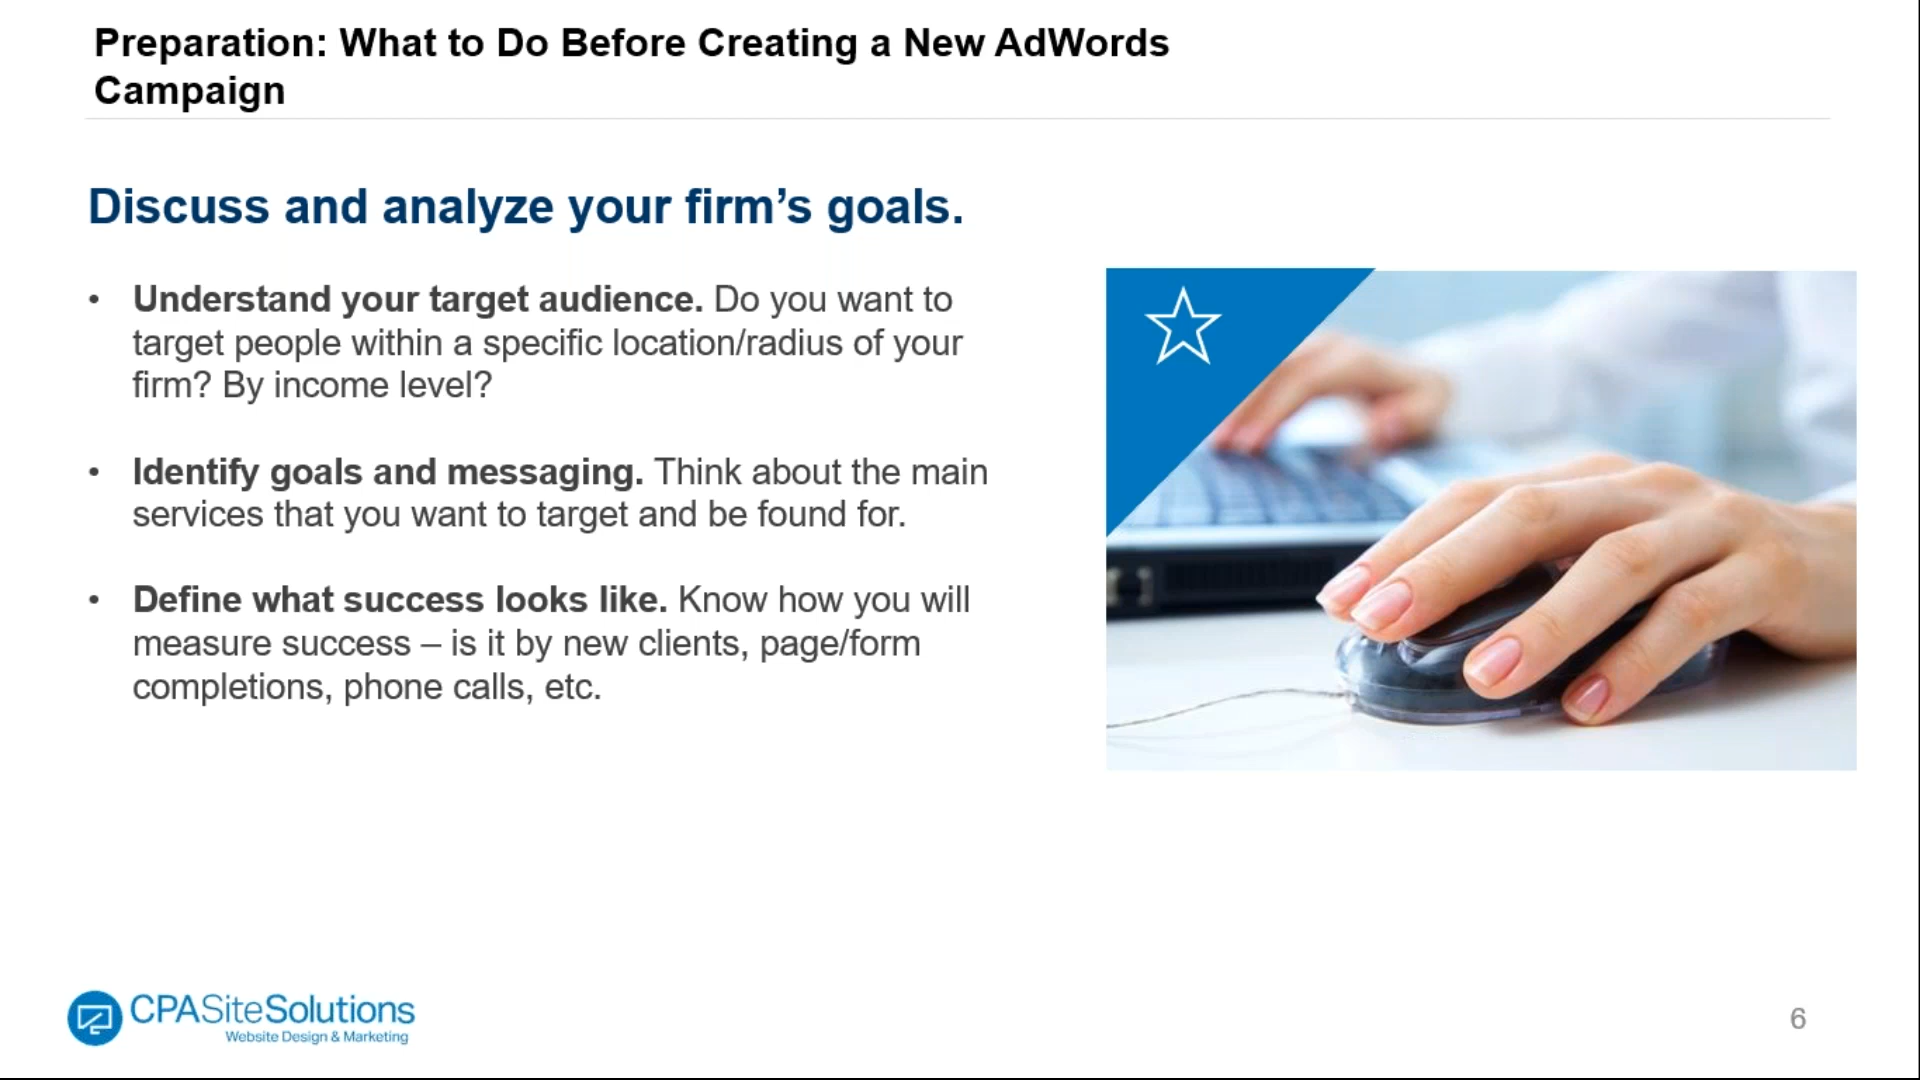 Preparation: What to Do Before Creating a New AdWords
Campaign
Discuss and analyze your firm’s goals.
• Understand your target audience. Do you want to
target people within a specific location/radius of your
firm? By income level?
• Identify goals and messaging. Think about the main
services that you want to target and be found for.
• Define what success looks like. Know how you will
measure success – is it by new clients, page/form
completions, phone calls, etc.
CPASiteSolutions
Website Design & Marketing
6